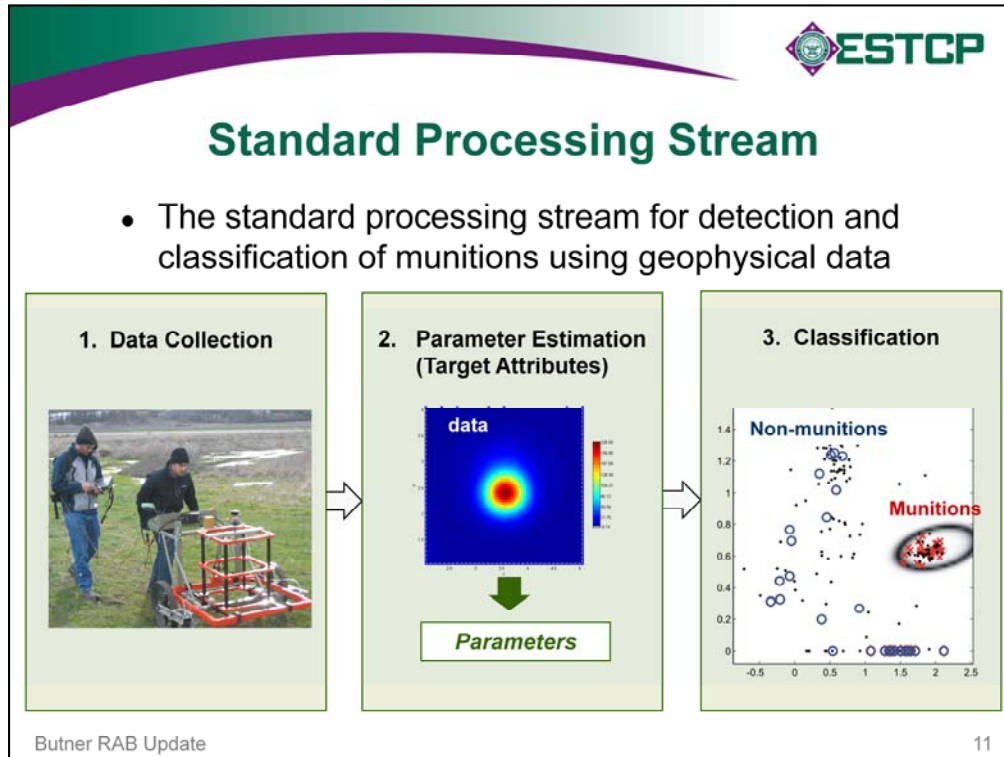 ESTCP
Standard Processing Stream
• The standard processing stream for detection and
classification of munitions using geophysical data
1. Data Collection
2. Parameter Estimation
(Target Attributes)
data
Parameters
3. Classification
Non-munitions
Munitions
1.4
1.2
1
0.8
0.6
0.4
0.2
0
-0.5 0 0.5 1 1.5 2 2.5
Butner RAB Update
11